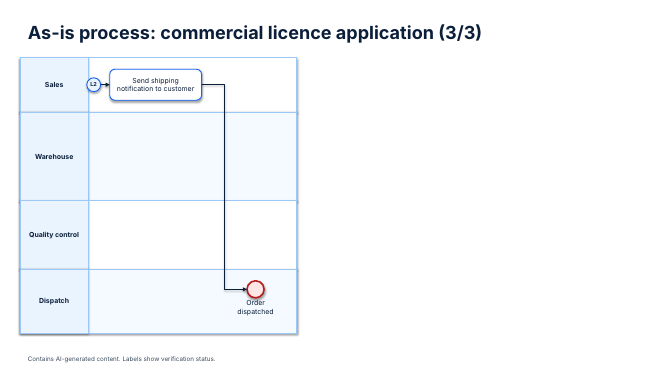 As-is process: commercial licence application (3/3)
Sales
L2
Send shipping
notification to customer
Warehouse
Quality control
Dispatch
Order
dispatched
Contains AI-generated content. Labels show verification status.